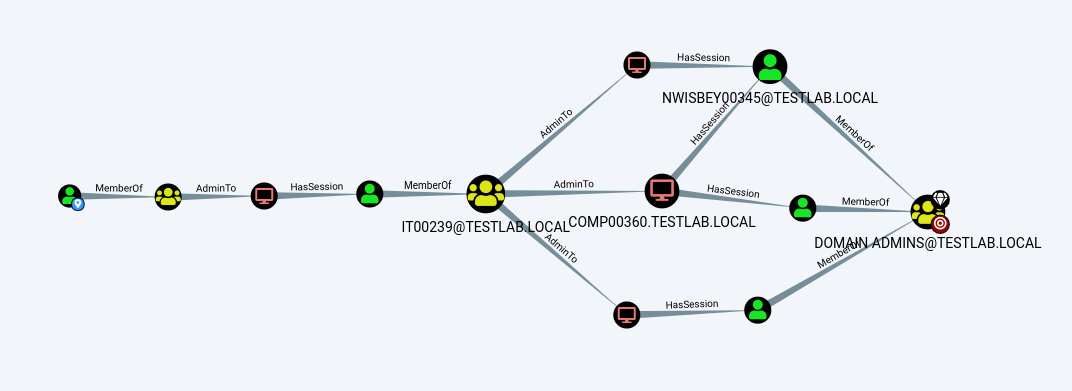 HasSession
NWISBEY00345@TESTLAB.LOCAL
AdminTo
HasSession
MemberOf
MemberOf
AdminTo
HasSession
MemberOf
AdminTo
HasSession
MemberOf
IT00239@TESTLAB.LOCAL
COMP00360.TESTLAB.LOCAL
AdminTo
DOMAIN ADMINS@TESTLAB.LOCAL
MemberOf
HasSession